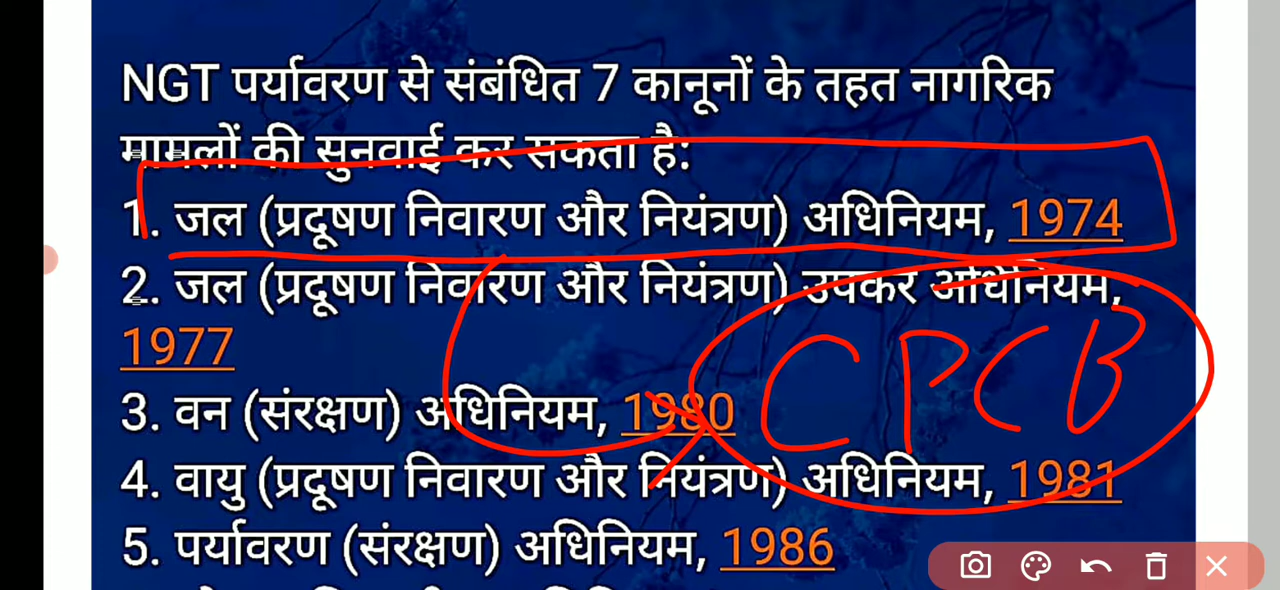 NGT पर्यावरण से संबंधित 7 कानूनों के तहत नागरिक
मामलों की सुनवाई कर सकता है:
1. जल (प्रदूषण निवारण और नियंत्रण) अधिनियम, 1974
2. जल (प्रदूषण निवारण और नियंत्रण) उपकर अधिनियम,
1977
CPCB
3. वन (संरक्षण) अधिनियम, 1980
4. वायु (प्रदूषण निवारण और नियंत्रण) अधिनियम, 1981
5. पर्यावरण (संरक्षण) अधिनियम, 1986